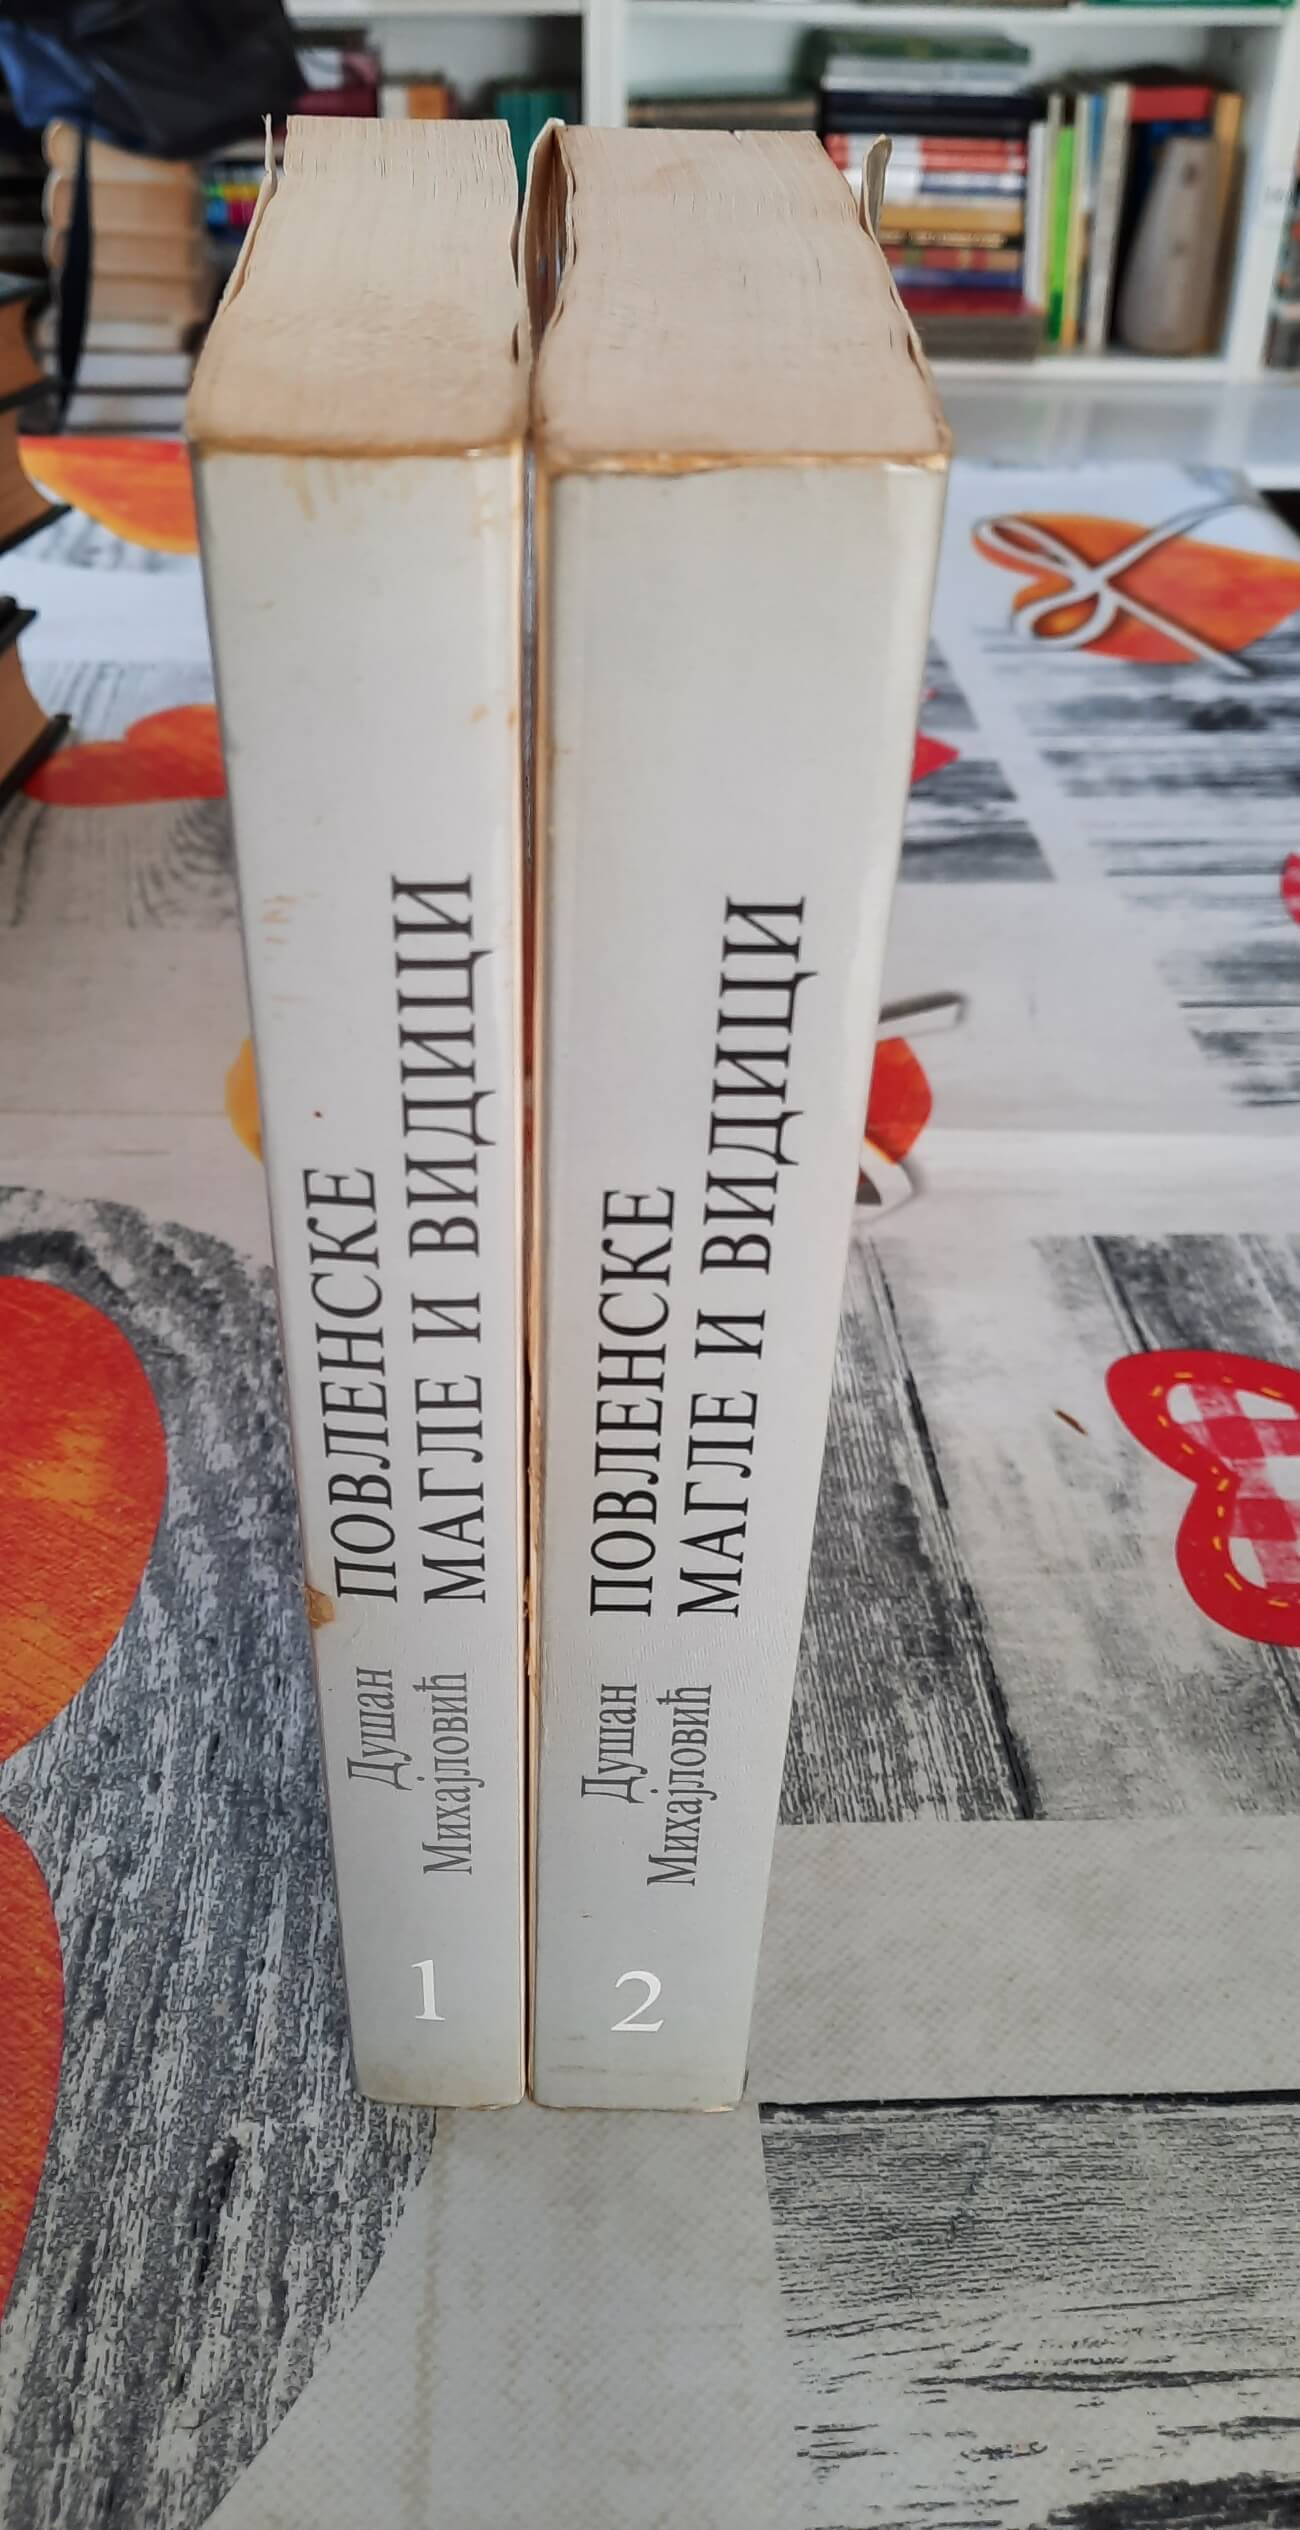 Душан
Михајловић
ПОВЛЕНСКЕ
МАГЛЕ И ВИДИЦИ
1
Душан
Михајловић
ПОВЛЕНСКЕ
МАГЛЕ И ВИДИЦИ
2